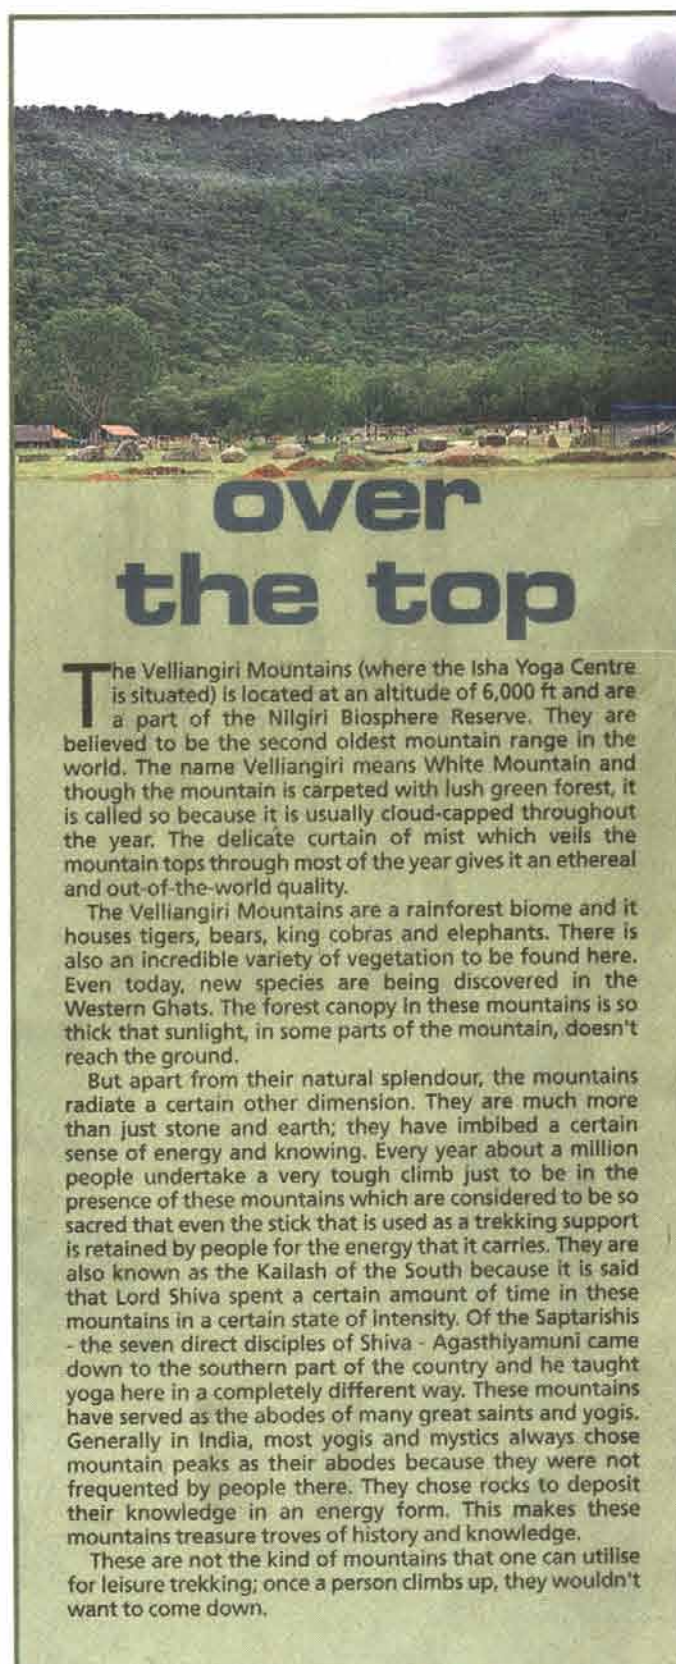 over
the top
The Velliangiri Mountains (where the Isha Yoga Centre
is situated) is located at an altitude of 6,000 ft and are
a part of the Nilgiri Biosphere Reserve. They are
believed to be the second oldest mountain range in the
world. The name Velliangiri means White Mountain and
though the mountain is carpeted with lush green forest, it
is called so because it is usually cloud-capped throughout
the year. The delicate curtain of mist which veils the
mountain tops through most of the year gives it an ethereal
and out-of-the-world quality.
The Velliangiri Mountains are a rainforest biome and it
houses tigers, bears, king cobras and elephants. There is
also an incredible variety of vegetation to be found here.
Even today, new species are being discovered in the
Western Ghats. The forest canopy in these mountains is so
thick that sunlight, in some parts of the mountain, doesn't
reach the ground.
But apart from their natural splendour, the mountains
radiate a certain other dimension. They are much more
than just stone and earth; they have imbibed a certain
sense of energy and knowing. Every year about a million
people undertake a very tough climb just to be in the
presence of these mountains which are considered to be so
sacred that even the stick that is used as a trekking support
is retained by people for the energy that it carries. They are
also known as the Kailash of the South because it is said
that Lord Shiva spent a certain amount of time in these
mountains in a certain state of intensity. Of the Saptarishis
- the seven direct disciples of Shiva - Agasthiyamuni came
down to the southern part of the country and he taught
yoga here in a completely different way. These mountains
have served as the abodes of many great saints and yogis.
Generally in India, most yogis and mystics always chose
mountain peaks as their abodes because they were not
frequented by people there. They chose rocks to deposit
their knowledge in an energy form. This makes these
mountains treasure troves of history and knowledge.
These are not the kind of mountains that one can utilise
for leisure trekking; once a person climbs up, they wouldn't
want to come down.